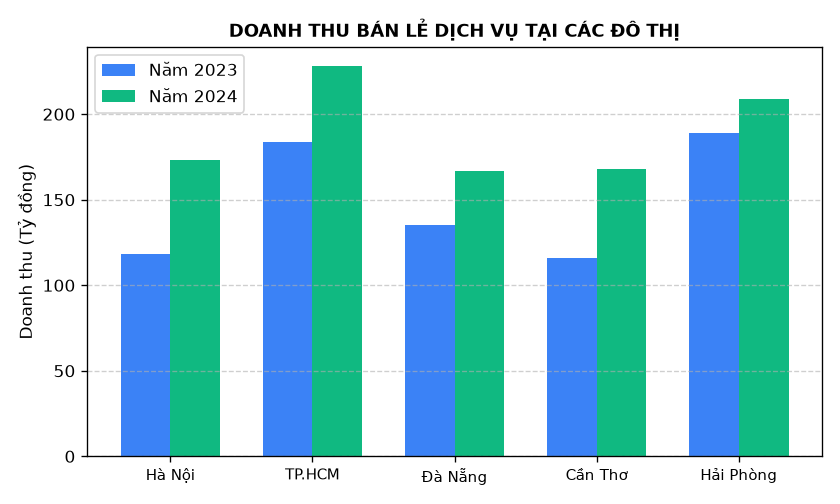 DOANH THU BÁN LẺ DỊCH VỤ TẠI CÁC ĐÔ THỊ
Năm 2023
Năm 2024
Doanh thu (Tỷ đồng)
200
150
100
50
0
Hà Nội
TP.HCM
Đà Nẵng
Cần Thơ
Hải Phòng